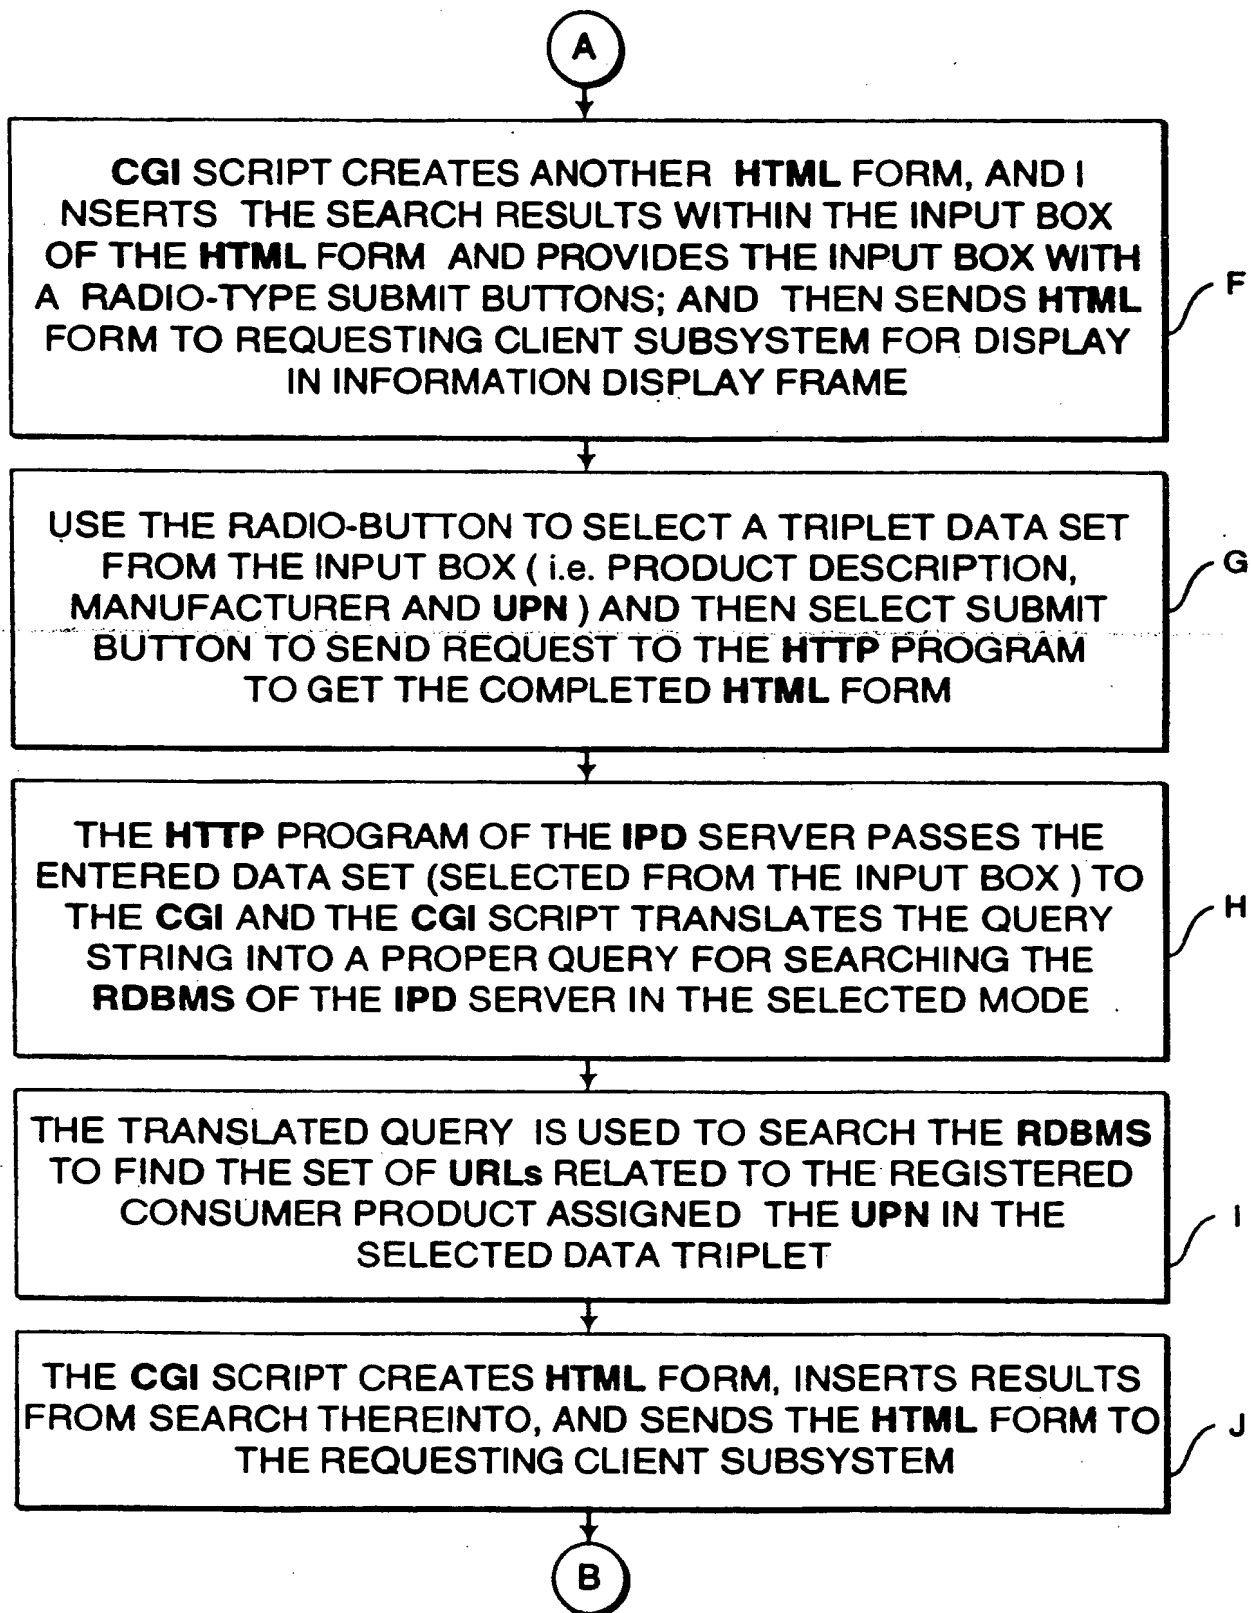 A
CGI SCRIPT CREATES ANOTHER HTML FORM, AND I
NSERTS THE SEARCH RESULTS WITHIN THE INPUT BOX
OF THE HTML FORM AND PROVIDES THE INPUT BOX WITH
A RADIO-TYPE SUBMIT BUTTONS; AND THEN SENDS HTML
FORM TO REQUESTING CLIENT SUBSYSTEM FOR DISPLAY
IN INFORMATION DISPLAY FRAME
F
USE THE RADIO-BUTTON TO SELECT A TRIPLET DATA SET
FROM THE INPUT BOX ( i.e. PRODUCT DESCRIPTION,
MANUFACTURER AND UPN ) AND THEN SELECT SUBMIT
BUTTON TO SEND REQUEST TO THE HTTP PROGRAM
TO GET THE COMPLETED HTML FORM
G
THE HTTP PROGRAM OF THE IPD SERVER PASSES THE
ENTERED DATA SET (SELECTED FROM THE INPUT BOX ) TO
THE CGI AND THE CGI SCRIPT TRANSLATES THE QUERY
STRING INTO A PROPER QUERY FOR SEARCHING THE
RDBMS OF THE IPD SERVER IN THE SELECTED MODE
H
THE TRANSLATED QUERY IS USED TO SEARCH THE RDBMS
TO FIND THE SET OF URLs RELATED TO THE REGISTERED
CONSUMER PRODUCT ASSIGNED THE UPN IN THE
SELECTED DATA TRIPLET
I
THE CGI SCRIPT CREATES HTML FORM, INSERTS RESULTS
FROM SEARCH THEREINTO, AND SENDS THE HTML FORM TO
THE REQUESTING CLIENT SUBSYSTEM
J
B